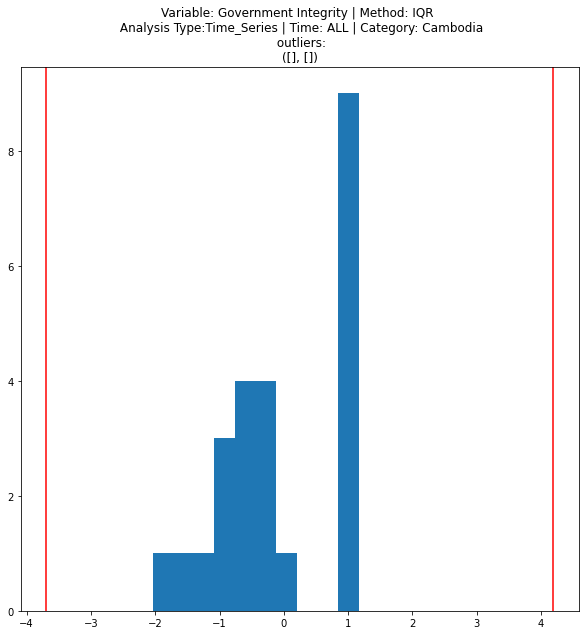 Variable: Government Integrity | Method: IQR
Analysis Type:Time_Series | Time: ALL | Category: Cambodia
outliers:
([], [])
8
6
4
2
0
−4 −3 −2 −1 0 1 2 3 4